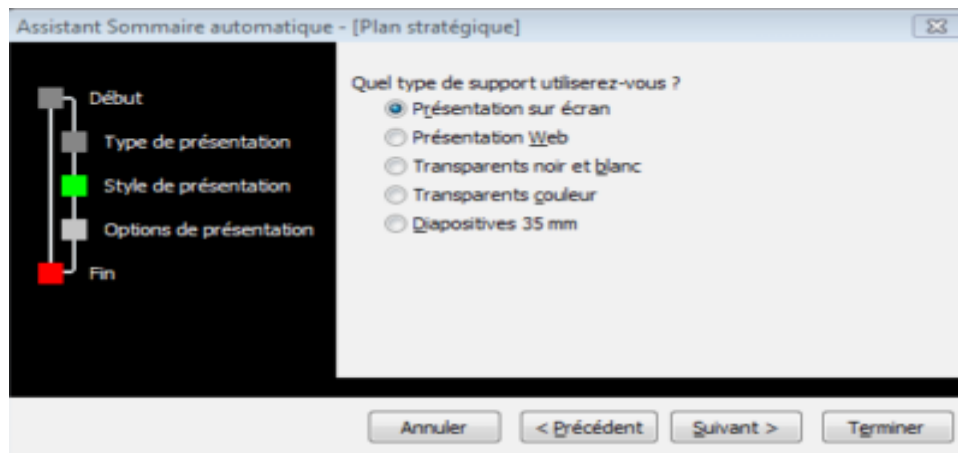 Assistant Sommaire automatique - [Plan stratégique]
Début
Type de présentation
Style de présentation
Options de présentation
Fin
Quel type de support utiliserez-vous ?
Présentation sur écran
Présentation Web
Transparents noir et blanc
Transparents couleur
Diapositives 35 mm
Annuler
< Précédent
Suivant >
Terminer